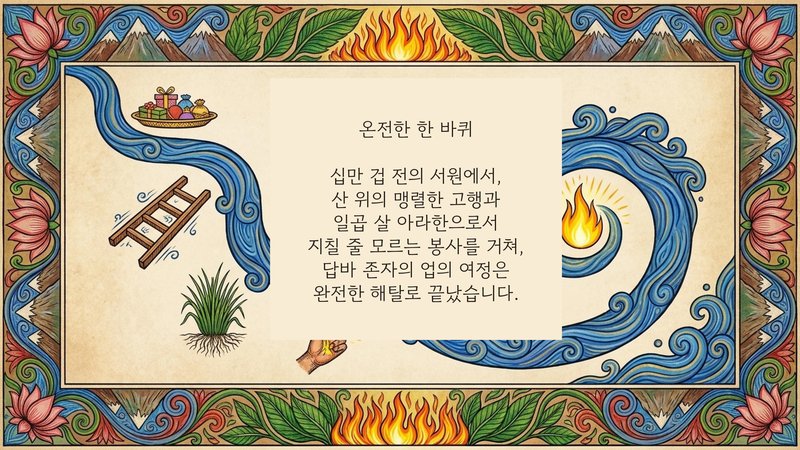 온전한 한 바퀴
십만 겁 전의 서원에서,
산 위의 맹렬한 고행과
일곱 살 아라한으로서
지칠 줄 모르는 봉사를 거쳐,
답바 존자의 업의 여정은
완전한 해탈로 끝났습니다.